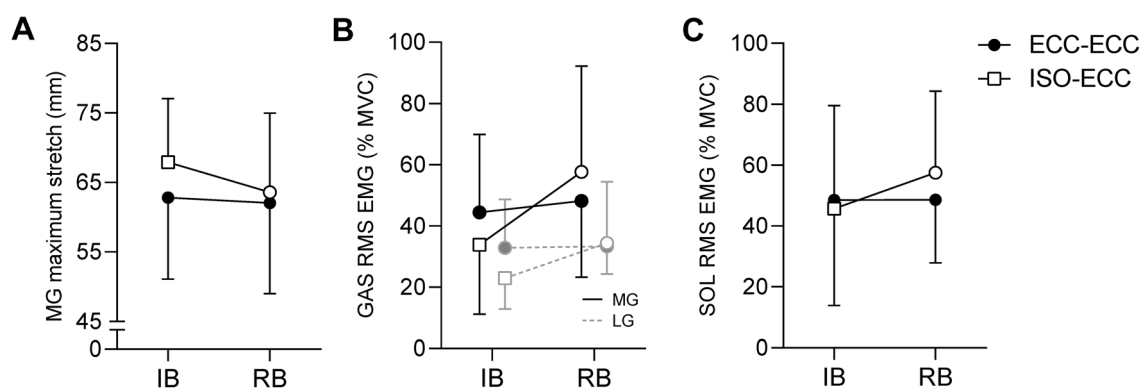 A
MG maximum stretch (mm)
85
75
65
55
45
0
IB
RB
B
GAS RMS EMG (% MVC)
100
80
60
40
20
0
MG
LG
IB
RB
C
SOL RMS EMG (% MVC)
100
80
60
40
20
0
IB
RB
ECC-ECC
ISO-ECC